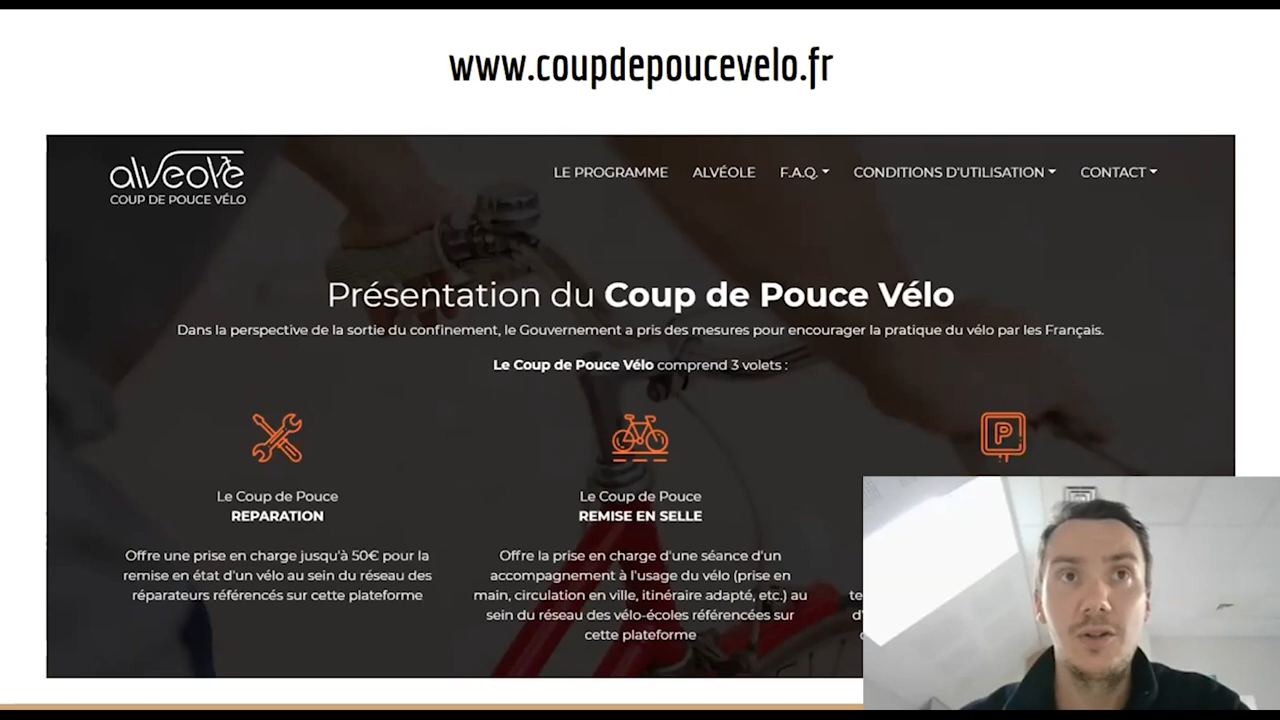 www.coupdepoucevelo.fr
alvéole
COUP DE POUCE VÉLO
LE PROGRAMME ALVÉOLE F.A.Q. CONDITIONS D'UTILISATION CONTACT
Présentation du Coup de Pouce Vélo
Dans la perspective de la sortie du confinement, le Gouvernement a pris des mesures pour encourager la pratique du vélo par les Français.
Le Coup de Pouce Vélo comprend 3 volets :
P
Le Coup de Pouce
REPARATION
Offre une prise en charge jusqu'à 50€ pour la
remise en état d'un vélo au sein du réseau des
réparateurs référencés sur cette plateforme
Le Coup de Pouce
REMISE EN SELLE
Offre la prise en charge d'une séance d'un
accompagnement à l'usage du vélo (prise en
main, circulation en ville, itinéraire adapté, etc.) au
sein du réseau des vélo-écoles référencées sur
cette plateforme